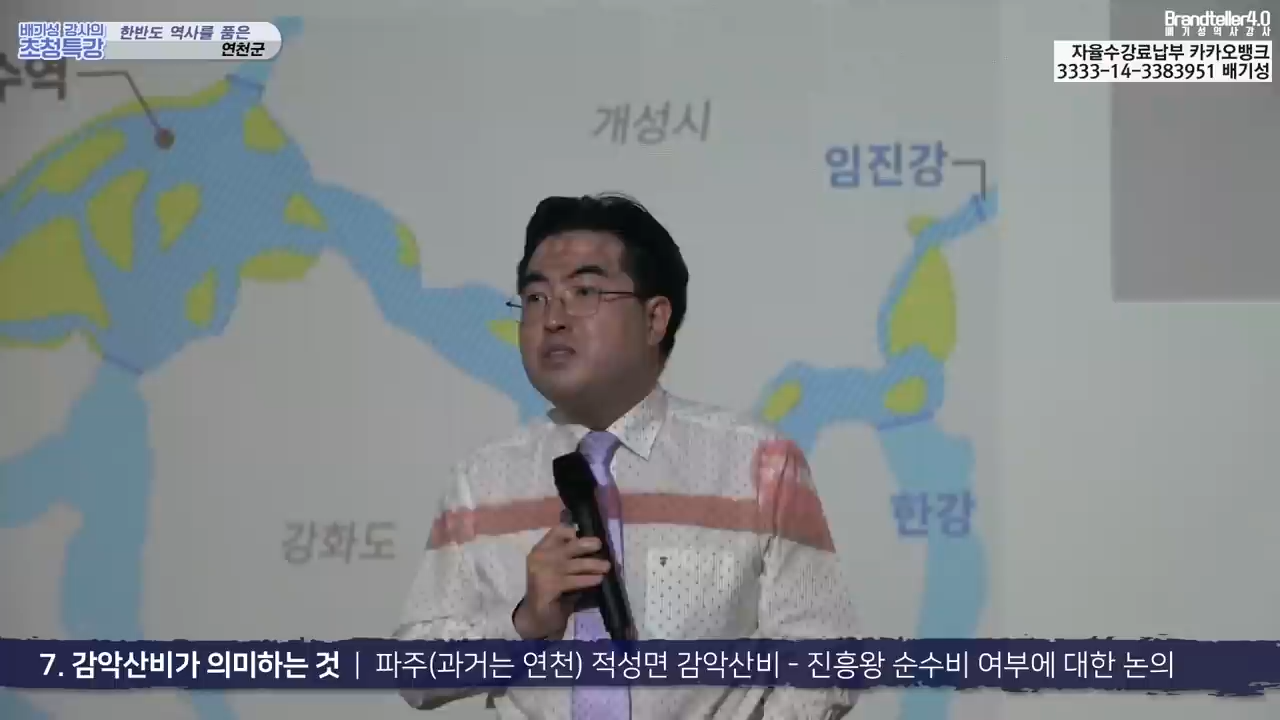 배기성 강사의
초청특강
한반도 역사를 품은
연천군
Brandteller4.0
배기성역사강사
자율수강료납부 카카오뱅크
3333-14-3383951 배기성
수역
개성시
임진강
강화도
한강
7. 감악산비가 의미하는 것 | 파주(과거는 연천) 적성면 감악산비 - 진흥왕 순수비 여부에 대한 논의